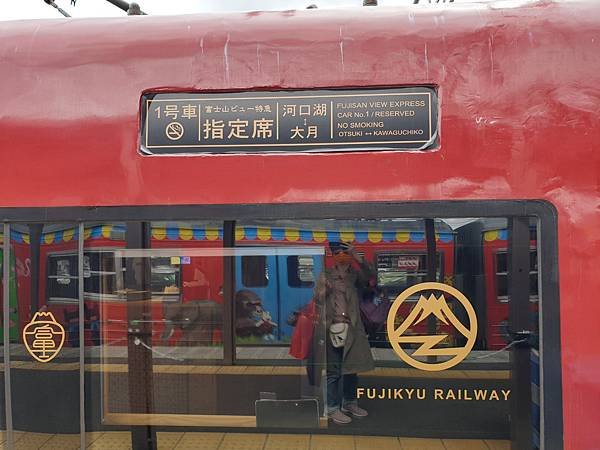 1号車
富士山ビュー特急
指定席
河口湖
↕
大月
FUJISAN VIEW EXPRESS
CAR No.1 / RESERVED
NO SMOKING
OTSUKI ↔ KAWAGUCHIKO
富士
FUJIKYU RAILWAY